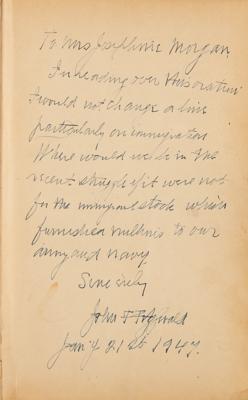 To Mrs Josephine Morgan,
In reading over this oration
I would not change a line
particularly on immigration
Where would we be in the
recent struggle if it were not
for the immigrant stock which
furnished millions to our
army and navy.
Sincerely
John F Fitzgerald
Jan'y 21st 1947.